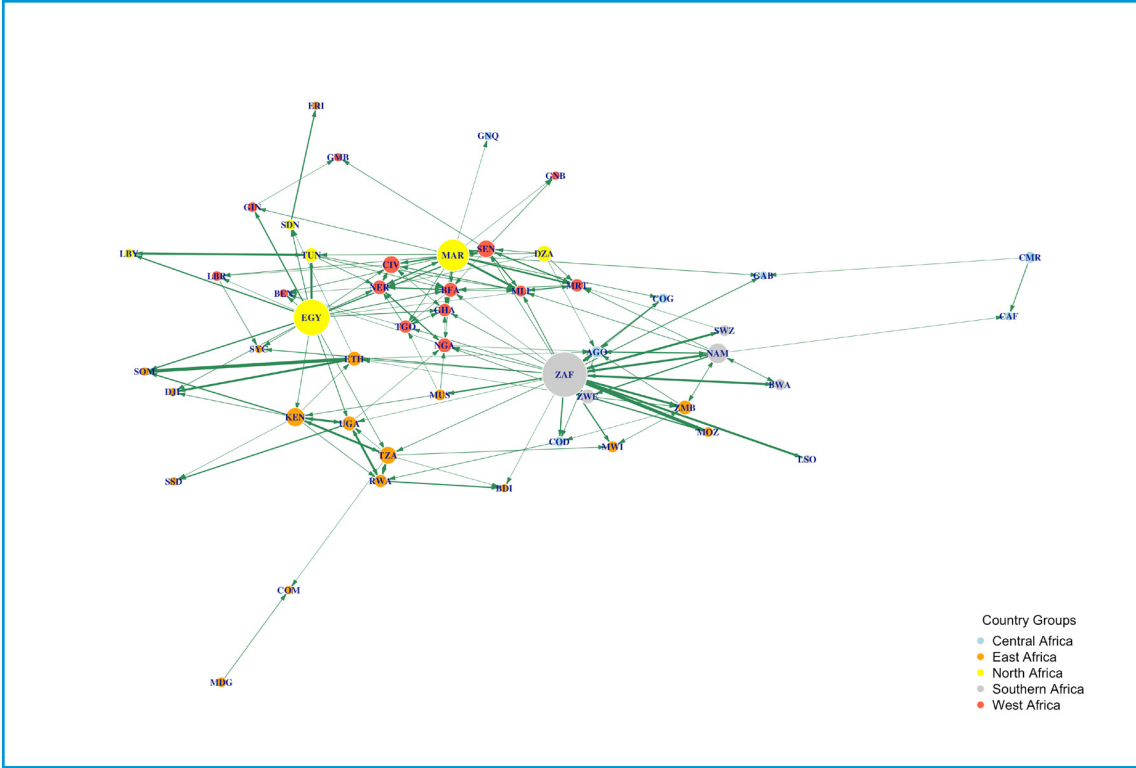 ERI
GNQ
GMB
GNB
GIN
SDN
LBY
TUN
MAR
SEN
DZA
CMR
CIV
LBR
GAB
BEN
NER
BFA
MLI
MRT
COG
EGY
GHA
CAF
TGO
SWZ
NGA
SYC
AGO
NAM
ETH
SOM
ZAF
BWA
DJI
MUS
ZWE
ZMB
KEN
UGA
MOZ
COD
MWI
TZA
LSO
SSD
RWA
BDI
COM
MDG
Country Groups
Central Africa
East Africa
North Africa
Southern Africa
West Africa